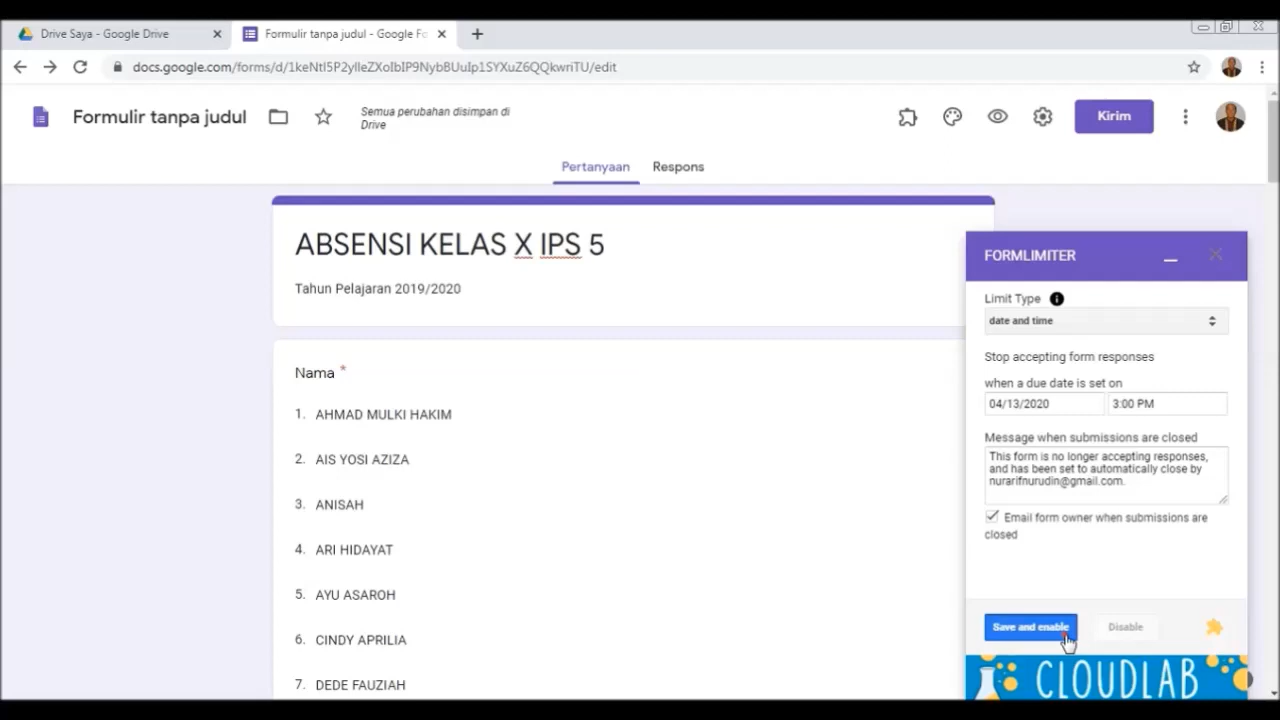 Drive Saya - Google Drive
Formulir tanpa judul - Google Fo
docs.google.com/forms/d/1keNtI5P2ylleZXoIbIP9NybBUuIp1SYXuZ6QQkwriTU/edit
Formulir tanpa judul
Semua perubahan disimpan di
Drive
Kirim
Pertanyaan
Respons
ABSENSI KELAS X IPS 5
Tahun Pelajaran 2019/2020
Nama *
1. AHMAD MULKI HAKIM
2. AIS YOSI AZIZA
3. ANISAH
4. ARI HIDAYAT
5. AYU ASAROH
6. CINDY APRILIA
7. DEDE FAUZIAH
FORMLIMITER
Limit Type
date and time
Stop accepting form responses
when a due date is set on
04/13/2020 3:00 PM
Message when submissions are closed
This form is no longer accepting responses,
and has been set to automatically close by
nurarifnurudin@gmail.com.
Email form owner when submissions are
closed
Save and enable
Disable
CLOUDLAB